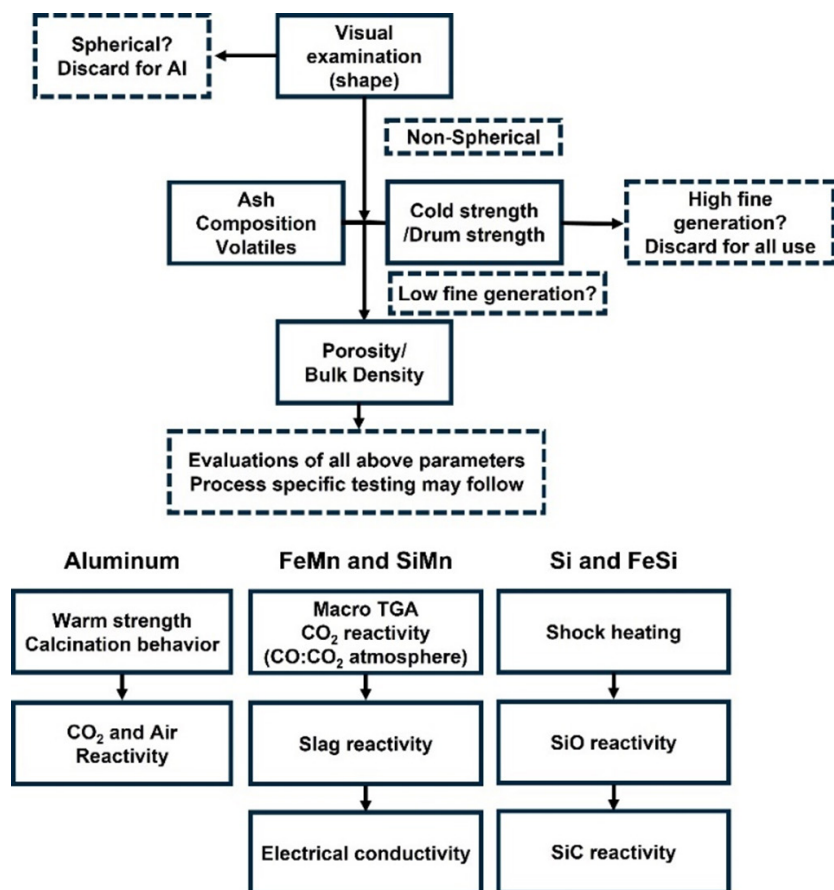 Spherical?
Discard for Al
Visual
examination
(shape)
Non-Spherical
Ash
Composition
Volatiles
Cold strength
/Drum strength
High fine
generation?
Discard for all use
Low fine generation?
Porosity/
Bulk Density
Evaluations of all above parameters
Process specific testing may follow
Aluminum
FeMn and SiMn
Si and FeSi
Warm strength
Calcination behavior
Macro TGA
CO₂ reactivity
(CO:CO₂ atmosphere)
Shock heating
CO₂ and Air
Reactivity
Slag reactivity
SiO reactivity
Electrical conductivity
SiC reactivity